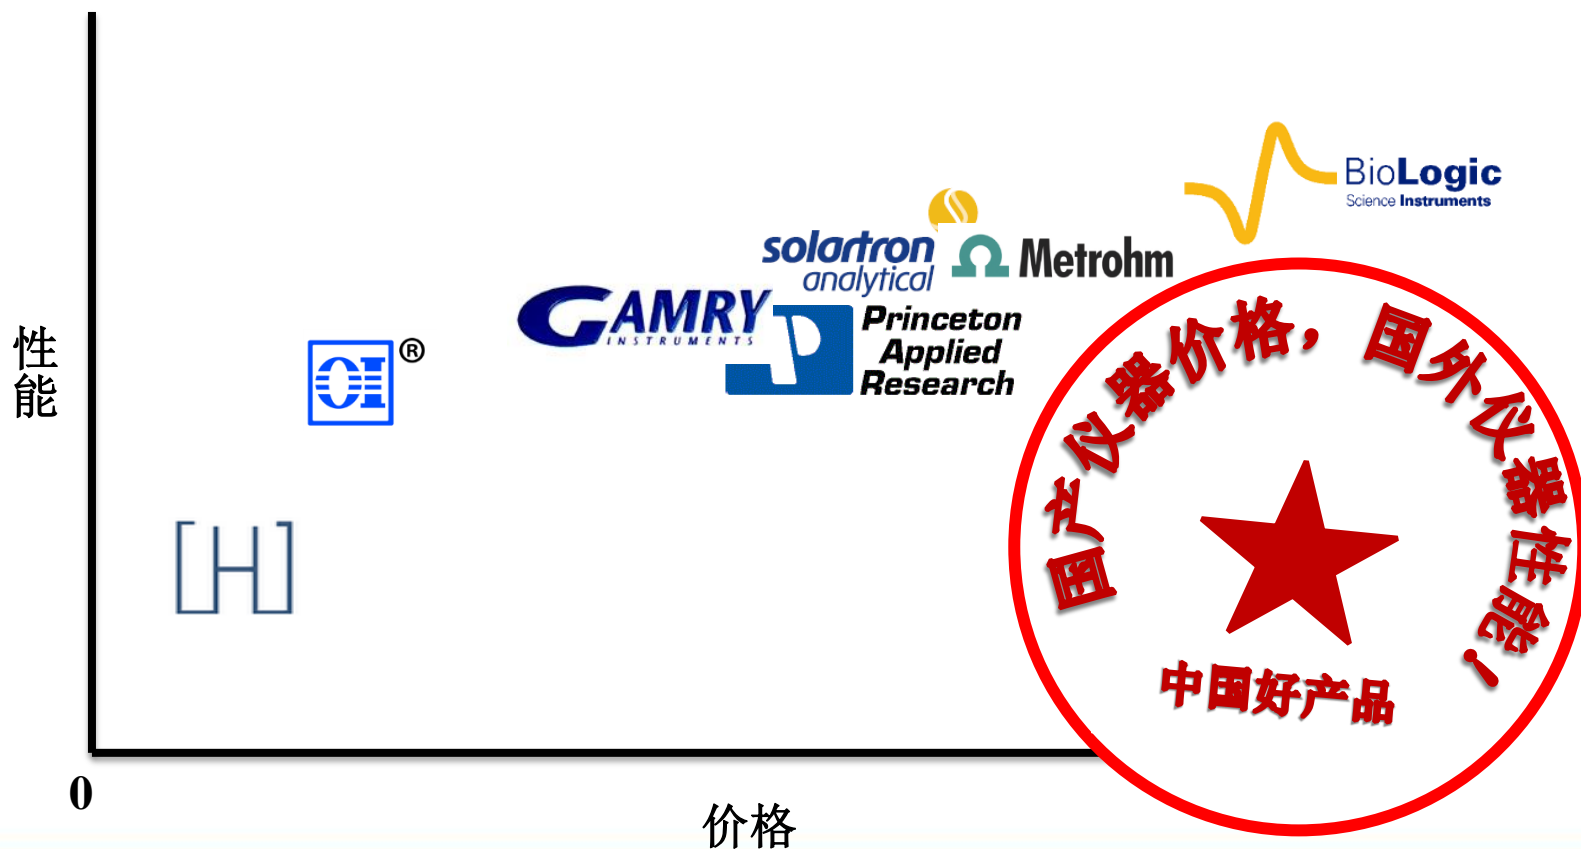 性能
BioLogic
Science Instruments
solartron
analytical
Metrohm
GAMRY
INSTRUMENTS
Princeton
Applied
Research
OI®
[H]
国产仪器价格，国外仪器性能！
中国好产品
0
价格